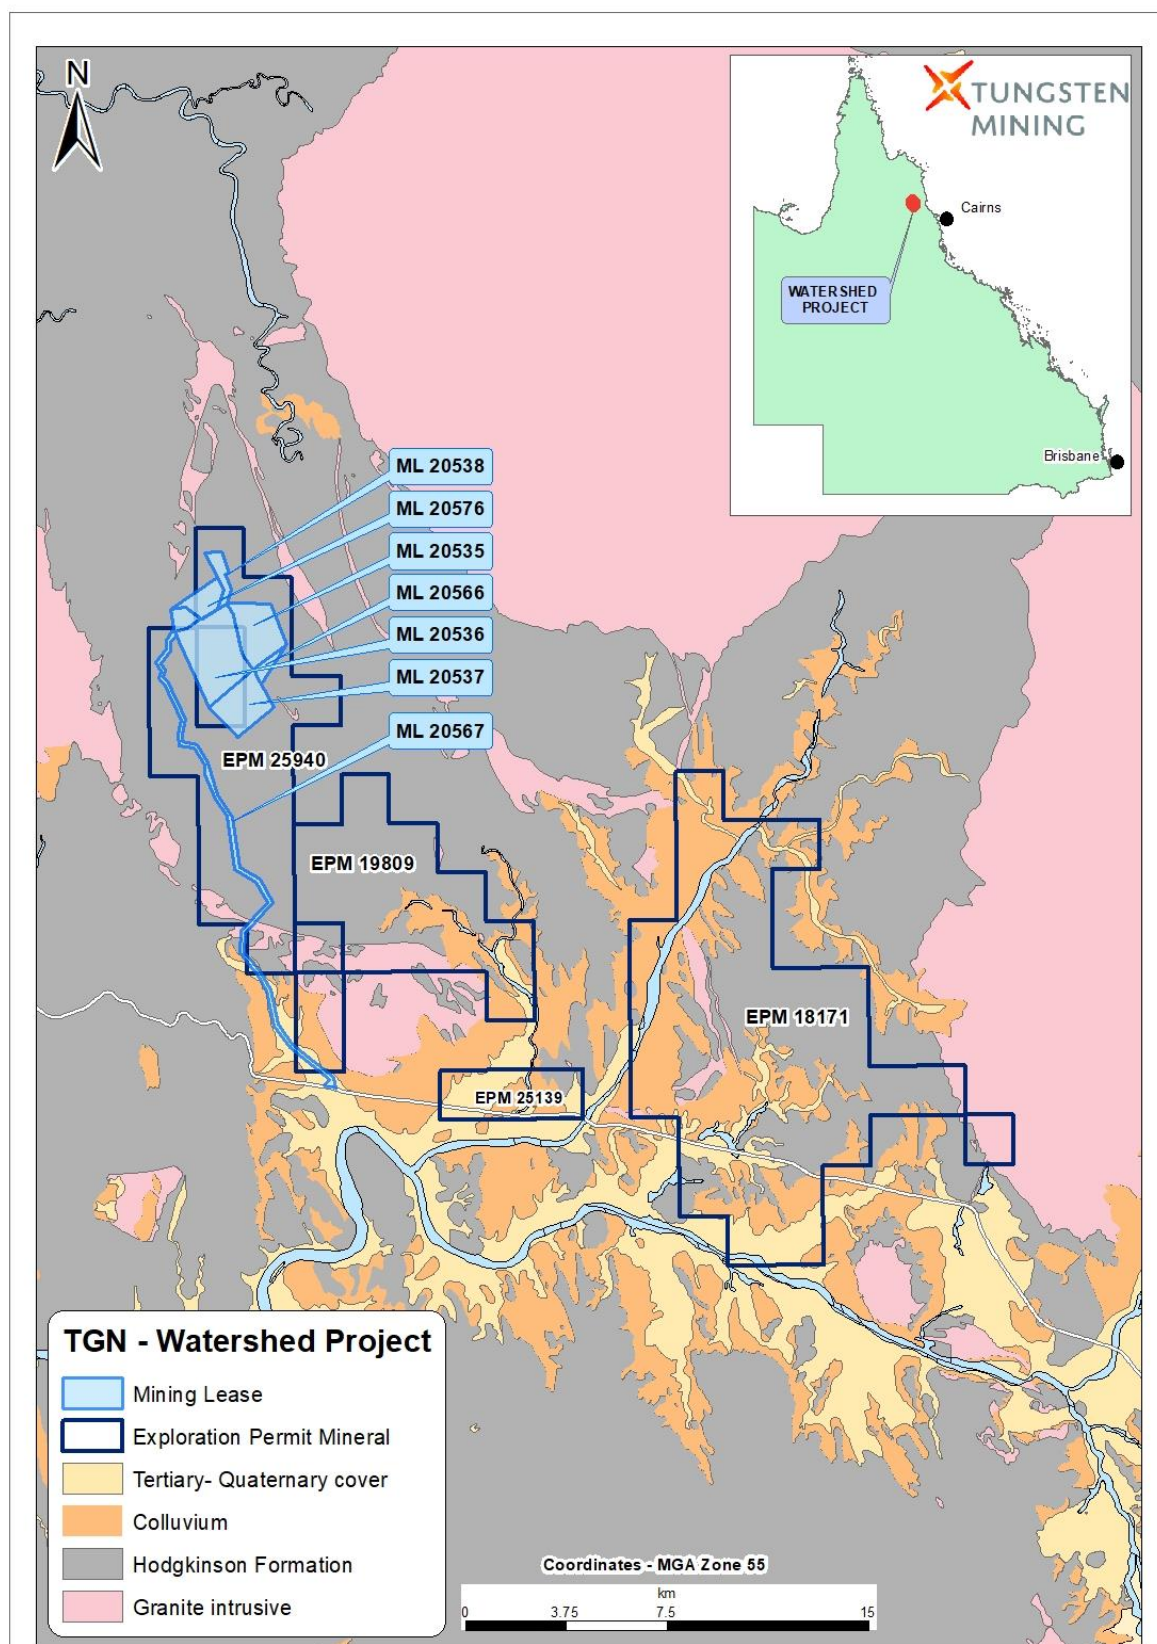 N
TUNGSTEN
MINING
Cairns
WATERSHED
PROJECT
Brisbane
ML 20538
ML 20576
ML 20535
ML 20566
ML 20536
ML 20537
ML 20567
EPM 25940
EPM 19809
EPM 18171
EPM 25139
TGN - Watershed Project
Mining Lease
Exploration Permit Mineral
Tertiary- Quaternary cover
Colluvium
Hodgkinson Formation
Granite intrusive
Coordinates - MGA Zone 55
km
0 3.75 7.5 15